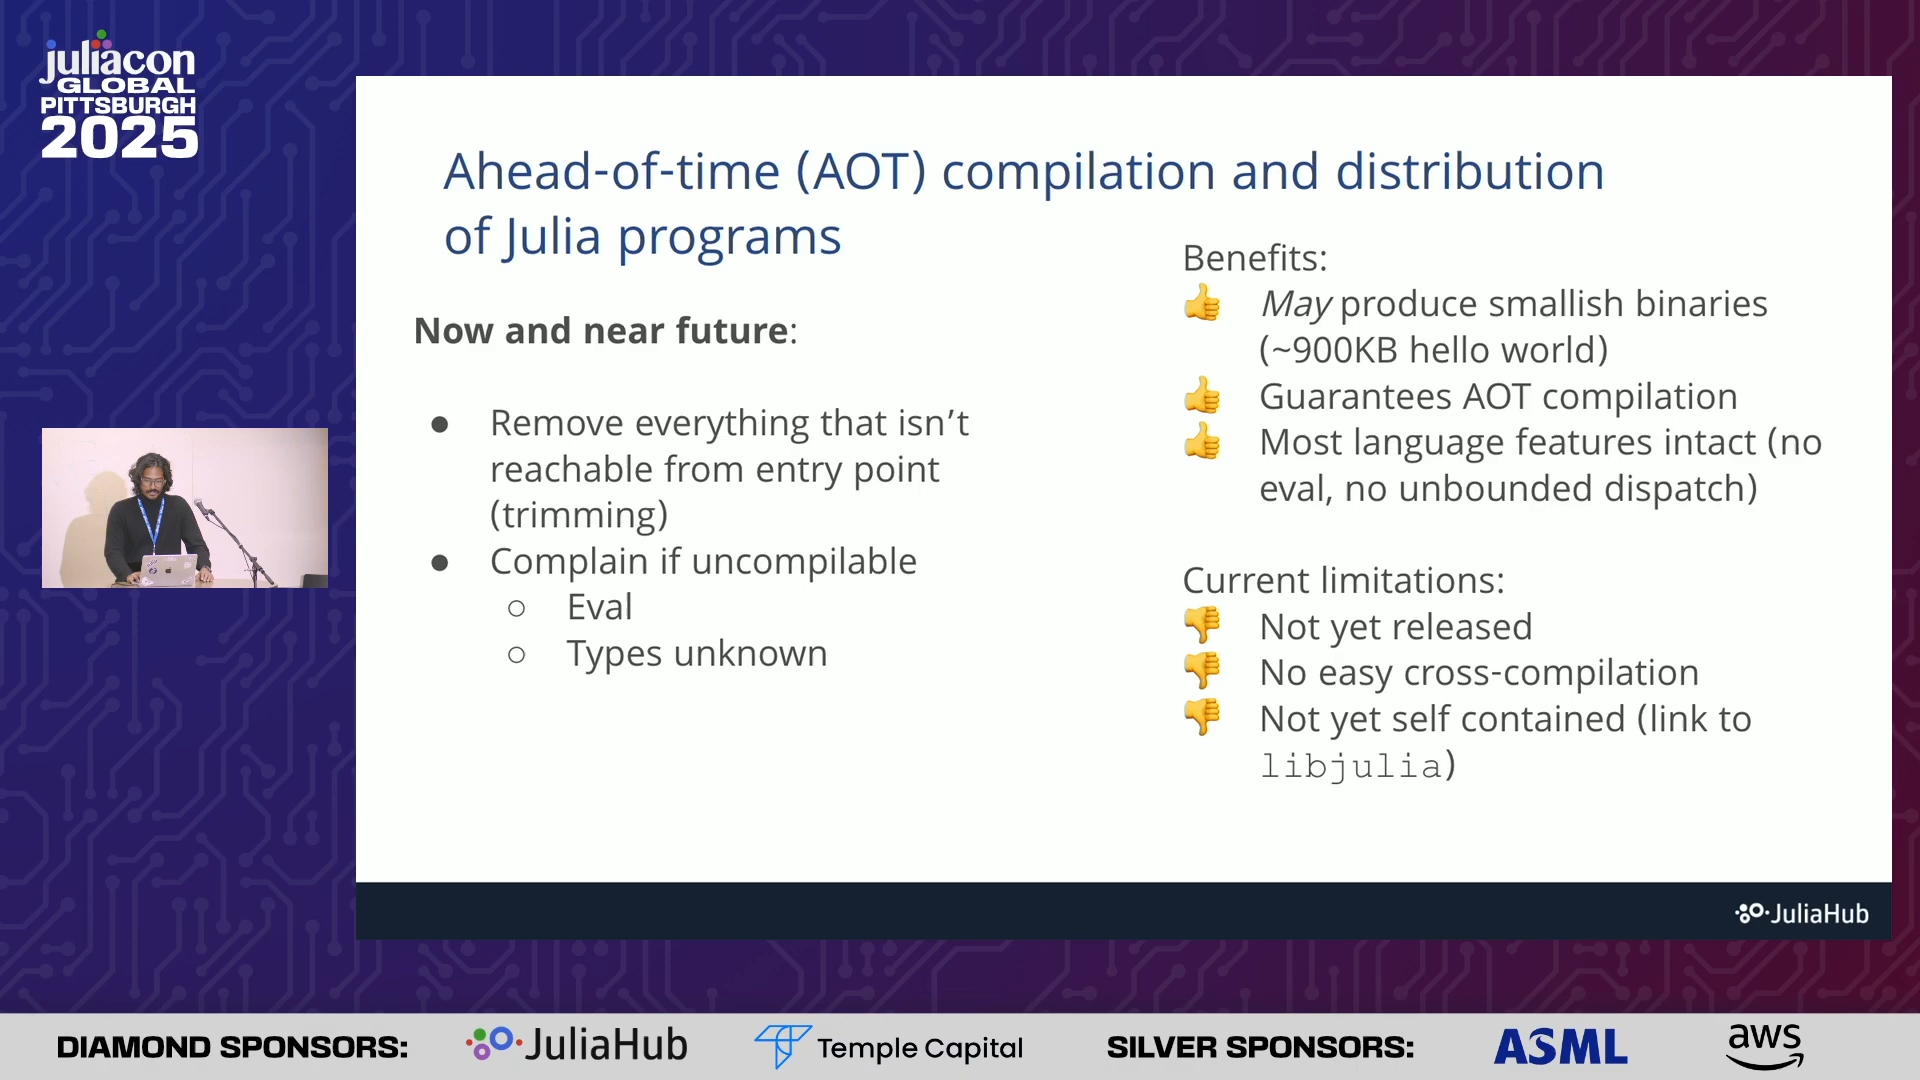 juliacon
GLOBAL
PITTSBURGH
2025
Ahead-of-time (AOT) compilation and distribution
of Julia programs
Now and near future:
● Remove everything that isn’t
reachable from entry point
(trimming)
● Complain if uncompilable
○ Eval
○ Types unknown
Benefits:
👍 May produce smallish binaries
(~900KB hello world)
👍 Guarantees AOT compilation
👍 Most language features intact (no
eval, no unbounded dispatch)
Current limitations:
👎 Not yet released
👎 No easy cross-compilation
👎 Not yet self contained (link to
libjulia)
JuliaHub
DIAMOND SPONSORS: JuliaHub Temple Capital SILVER SPONSORS: ASML aws